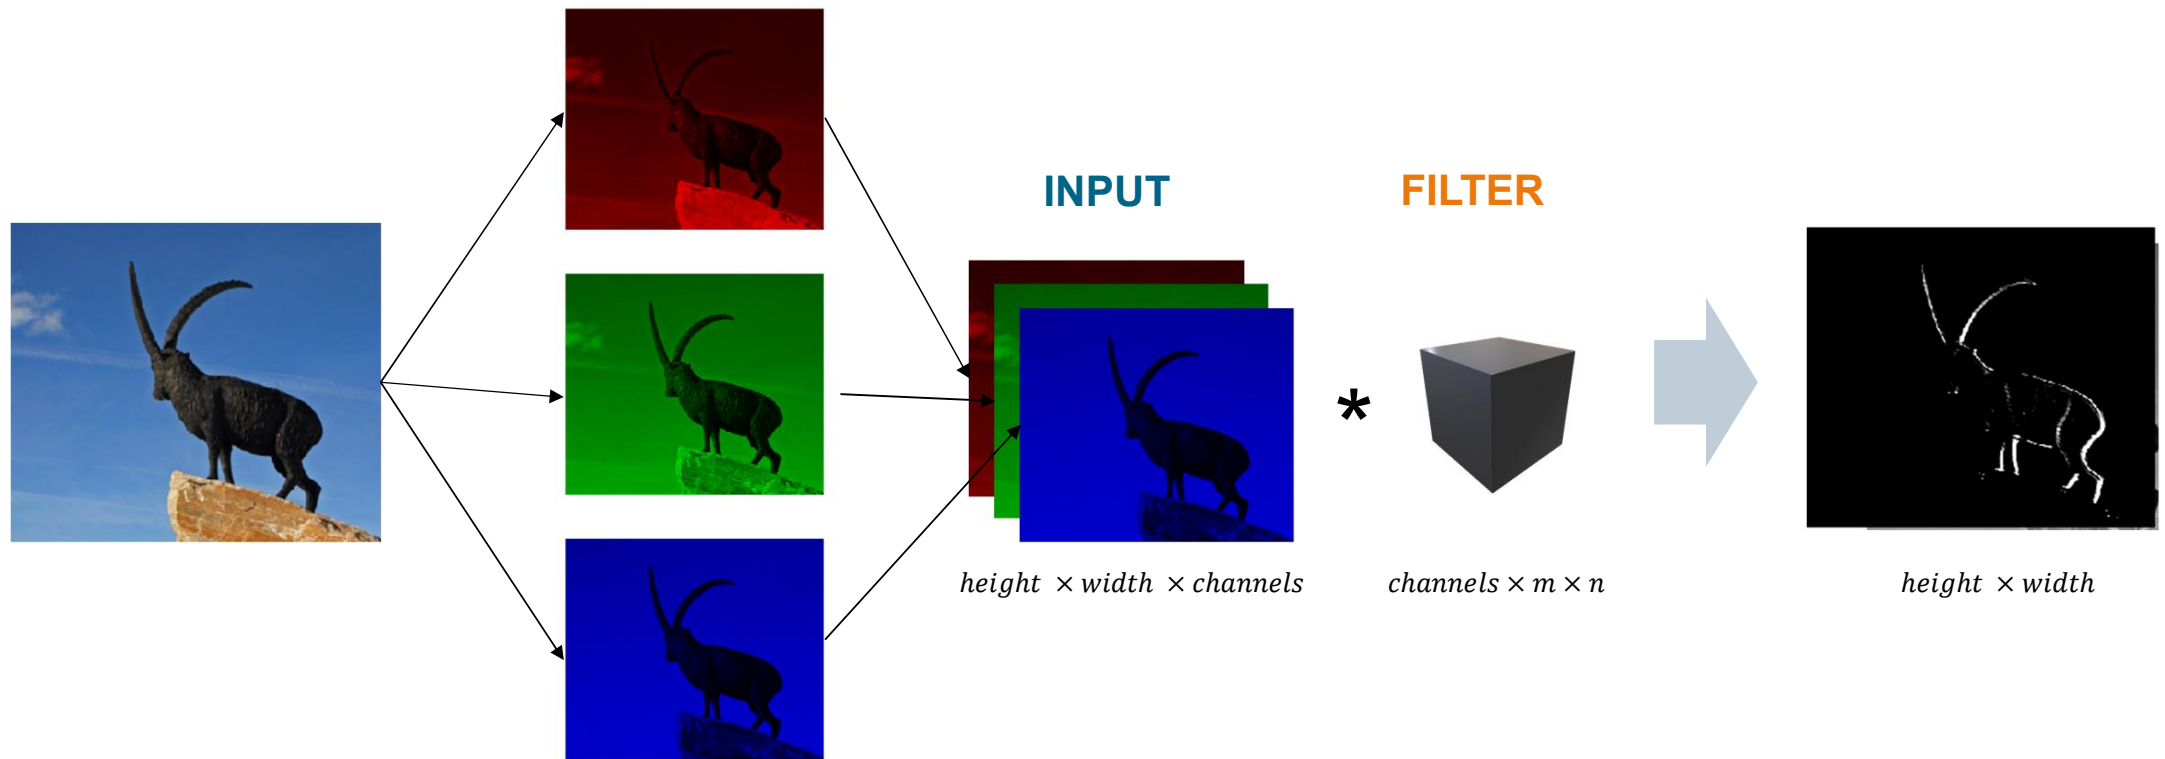 INPUT
FILTER
*
height × width × channels
channels × m × n
height × width